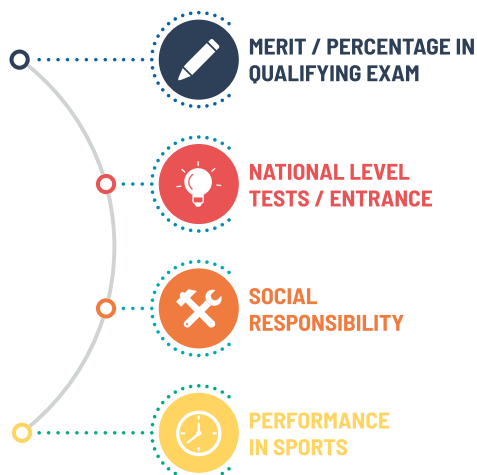 MERIT / PERCENTAGE IN
QUALIFYING EXAM
NATIONAL LEVEL
TESTS / ENTRANCE
SOCIAL
RESPONSIBILITY
PERFORMANCE
IN SPORTS